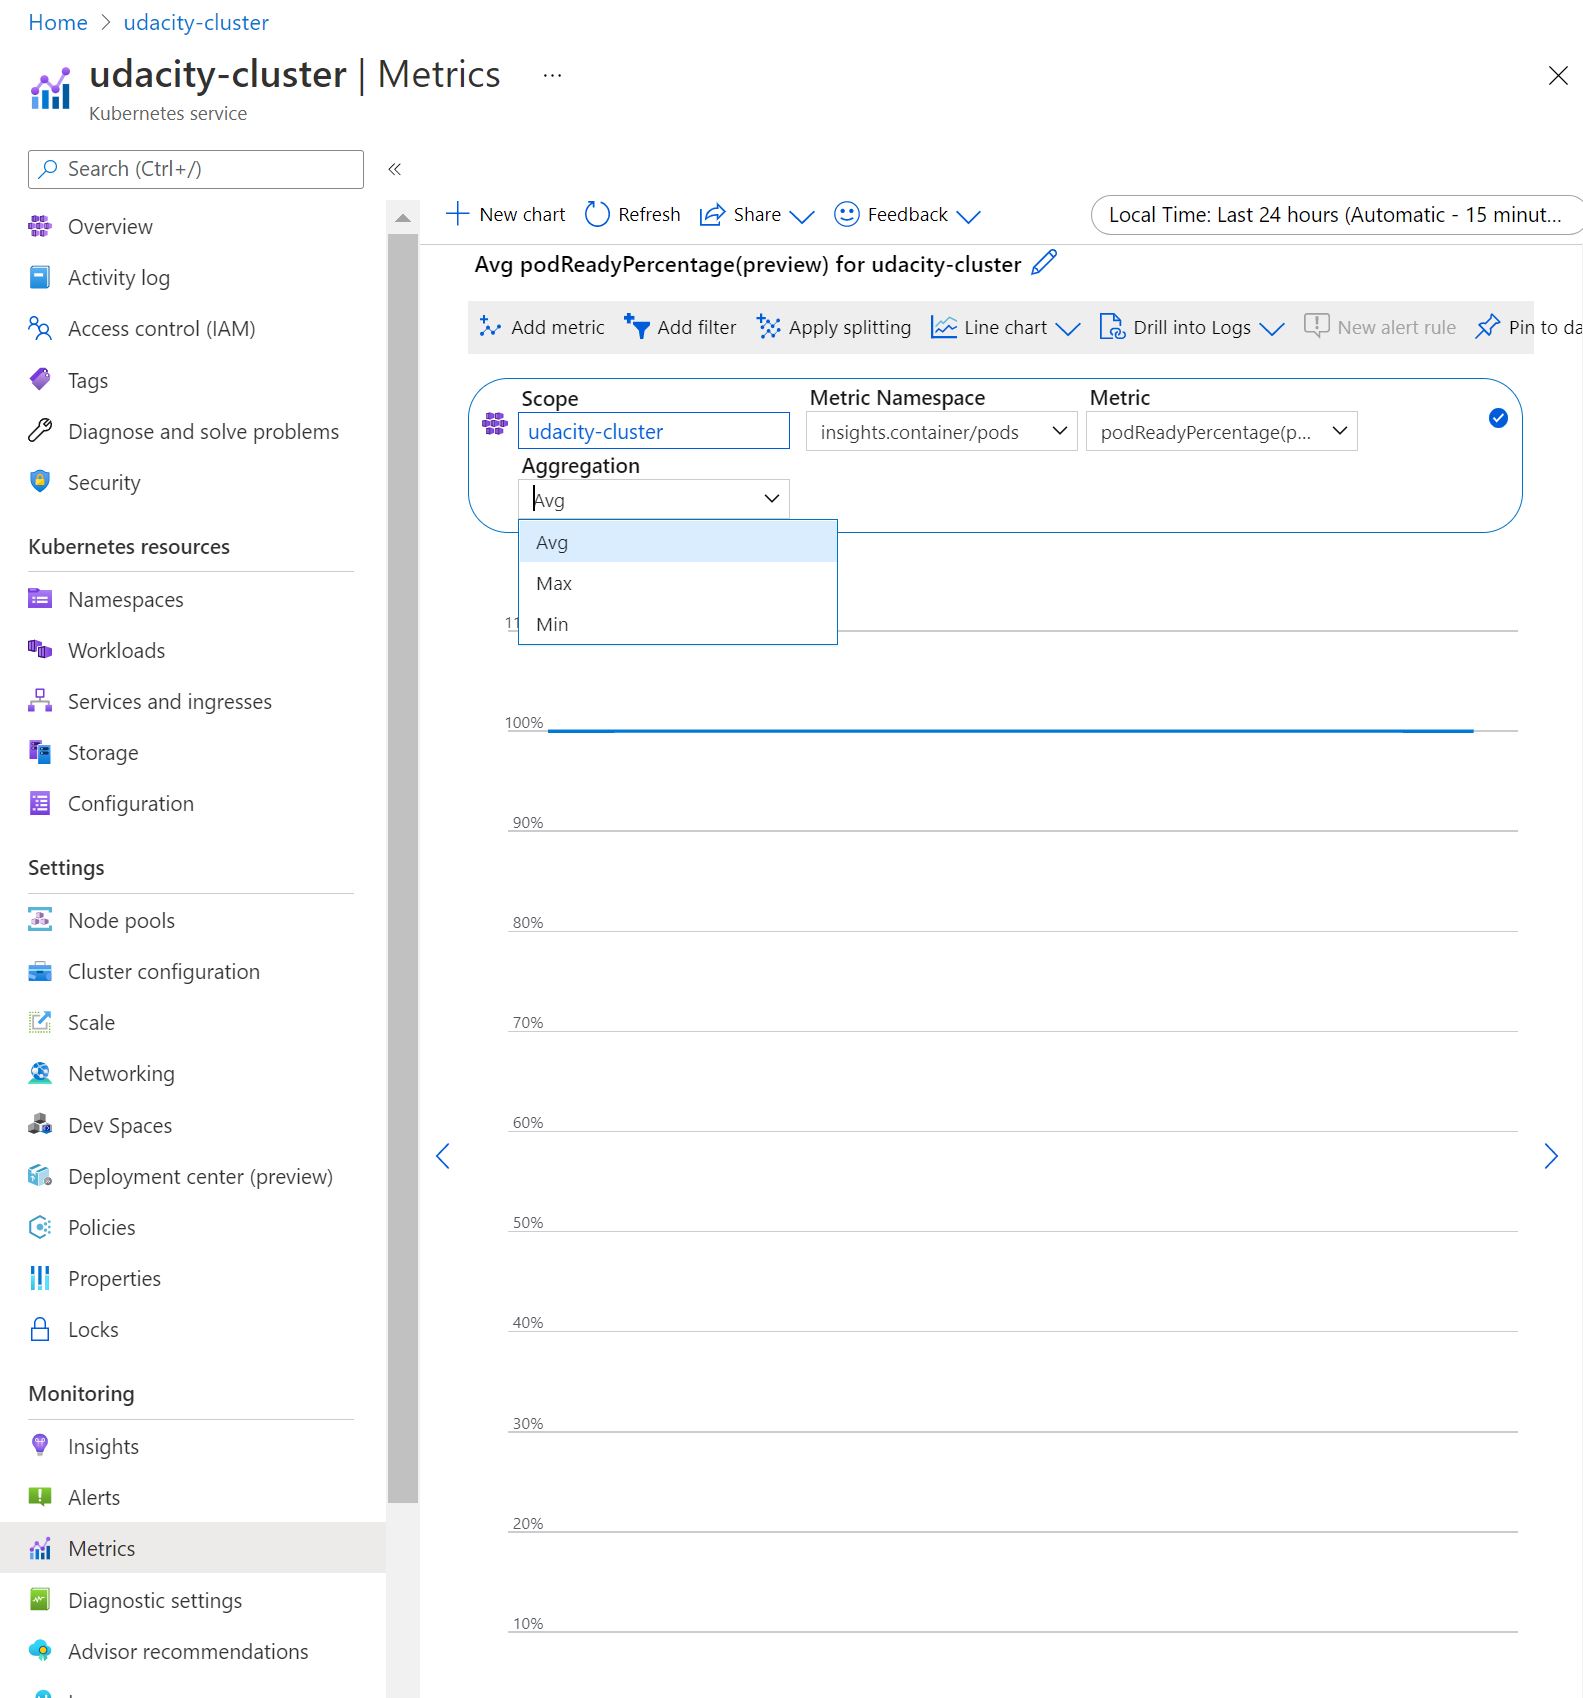 Home > udacity-cluster
udacity-cluster | Metrics ...
Kubernetes service
Search (Ctrl+/)
Overview
Activity log
Access control (IAM)
Tags
Diagnose and solve problems
Security
Kubernetes resources
Namespaces
Workloads
Services and ingresses
Storage
Configuration
Settings
Node pools
Cluster configuration
Scale
Networking
Dev Spaces
Deployment center (preview)
Policies
Properties
Locks
Monitoring
Insights
Alerts
Metrics
Diagnostic settings
Advisor recommendations
New chart Refresh Share Feedback Local Time: Last 24 hours (Automatic - 15 minut...
Avg podReadyPercentage(preview) for udacity-cluster
Add metric Add filter Apply splitting Line chart Drill into Logs New alert rule Pin to da
Scope Metric Namespace Metric
udacity-cluster insights.container/pods podReadyPercentage(p...
Aggregation
Avg
Avg
Max
Min
11
100%
90%
80%
70%
60%
50%
40%
30%
20%
10%